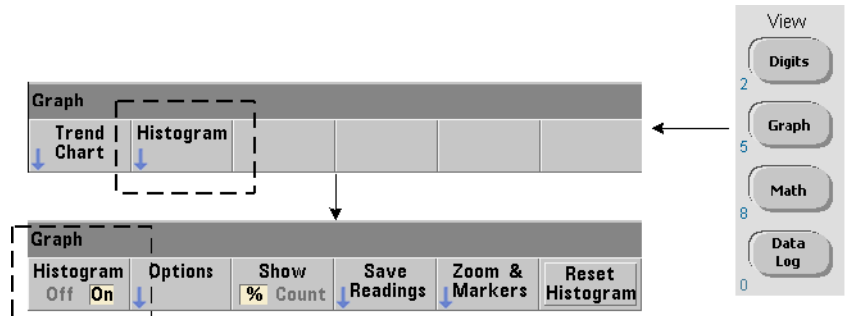 View
Digits
2
Graph
5
Math
8
Data
Log
0
Graph
Trend
Chart
Histogram
Graph
Histogram
Off On
Options
Show
% Count
Save
Readings
Zoom &
Markers
Reset
Histogram